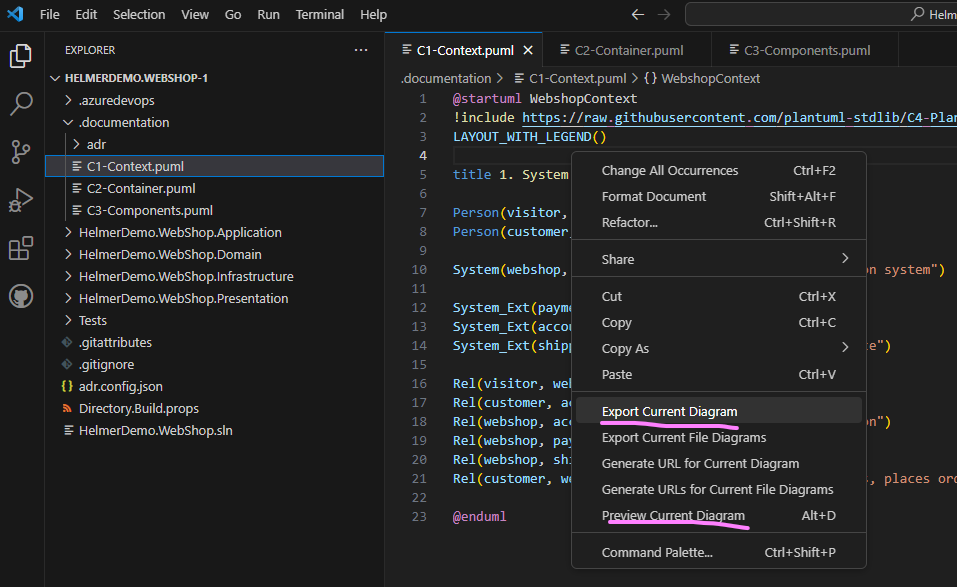 File Edit Selection View Go Run Terminal Help Helm
EXPLORER ...
HELMERDEMO.WEBSHOP-1
.azuredevops
.documentation
adr
C1-Context.puml
C2-Container.puml
C3-Components.puml
HelmerDemo.WebShop.Application
HelmerDemo.WebShop.Domain
HelmerDemo.WebShop.Infrastructure
HelmerDemo.WebShop.Presentation
Tests
.gitattributes
.gitignore
{} adr.config.json
Directory.Build.props
HelmerDemo.WebShop.sln
C1-Context.puml C2-Container.puml C3-Components.puml
.documentation > C1-Context.puml > {} WebshopContext
1 @startuml WebshopContext
2 !include https://raw.githubusercontent.com/plantuml-stdlib/C4-Plan
3 LAYOUT_WITH_LEGEND()
4
5 title 1. System
6
7 Person(visitor,
8 Person(customer,
9
10 System(webshop, on system")
11
12 System_Ext(payme
13 System_Ext(accou
14 System_Ext(shipp te")
15
16 Rel(visitor, web
17 Rel(customer, ac
18 Rel(webshop, acc on")
19 Rel(webshop, pay
20 Rel(webshop, shi
21 Rel(customer, we , places ord
22
23 @enduml
Change All Occurrences Ctrl+F2
Format Document Shift+Alt+F
Refactor... Ctrl+Shift+R
Share
Cut Ctrl+X
Copy Ctrl+C
Copy As
Paste Ctrl+V
Export Current Diagram
Export Current File Diagrams
Generate URL for Current Diagram
Generate URLs for Current File Diagrams
Preview Current Diagram Alt+D
Command Palette... Ctrl+Shift+P